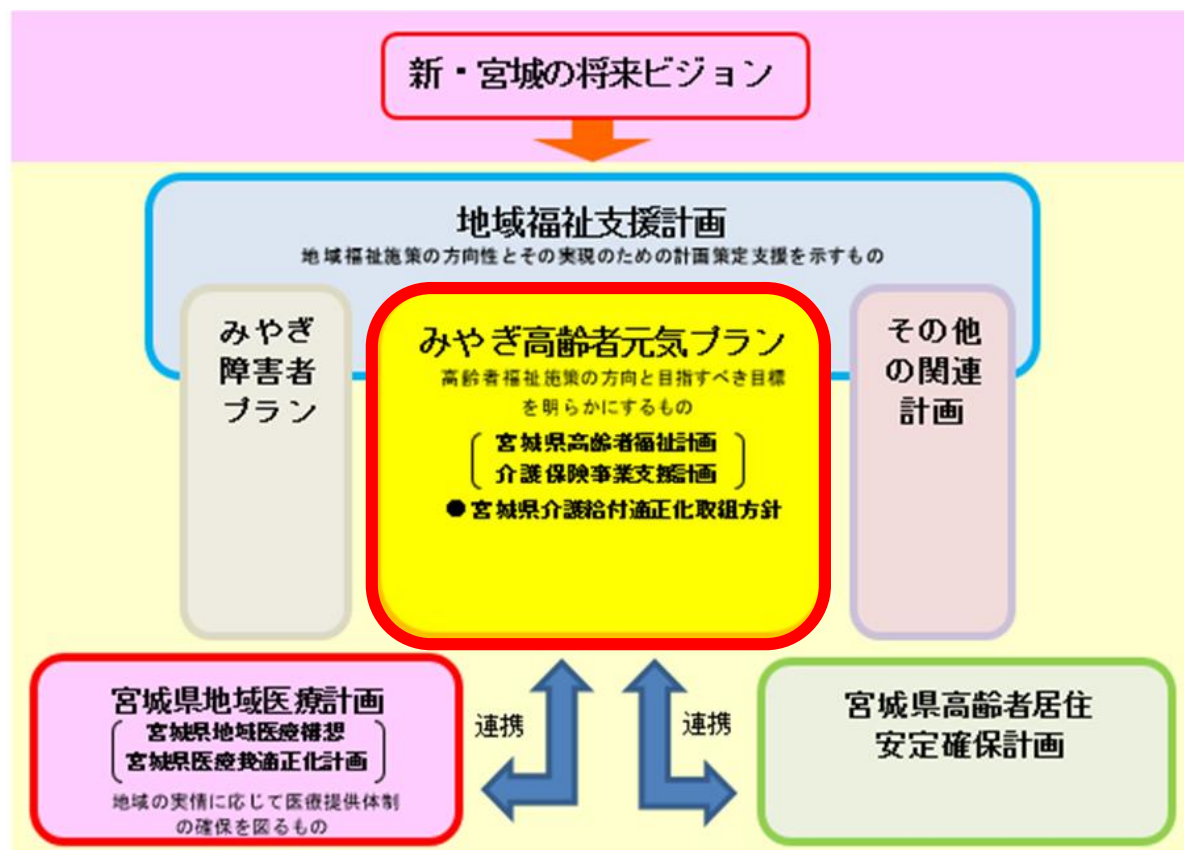 新・宮城の将来ビジョン
地域福祉支援計画
地域福祉施策の方向性とその実現のための計画策定支援を示すもの
みやぎ
障害者
プラン
みやぎ高齢者元気プラン
高齢者福祉施策の方向と目指すべき目標
を明らかにするもの
宮城県高齢者福祉計画
介護保険事業支援計画
●宮城県介護給付適正化取組方針
その他
の関連
計画
宮城県地域医療計画
宮城県地域医療構想
宮城県医療費適正化計画
地域の実情に応じて医療提供体制
の確保を図るもの
連携
連携
宮城県高齢者居住
安定確保計画